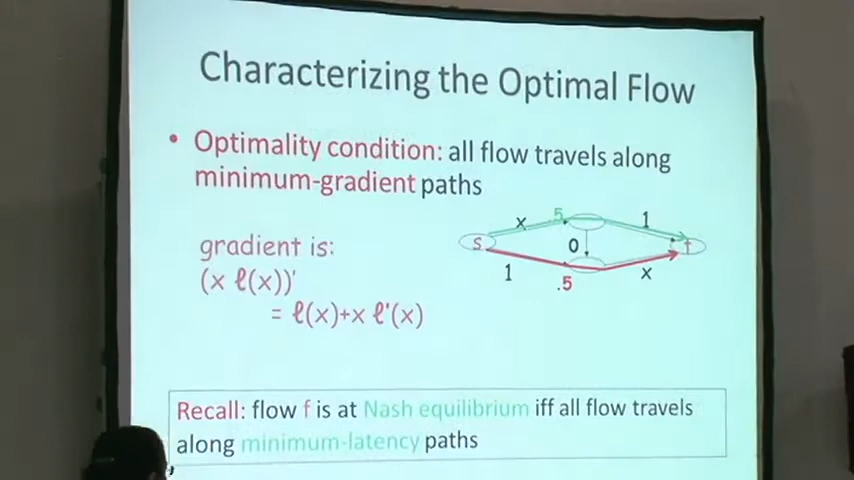 Characterizing the Optimal Flow
• Optimality condition: all flow travels along
minimum-gradient paths
x .5 1
s 0 t
1 .5 x
gradient is:
(x ℓ(x))'
= ℓ(x)+x ℓ'(x)
Recall: flow f is at Nash equilibrium iff all flow travels
along minimum-latency paths